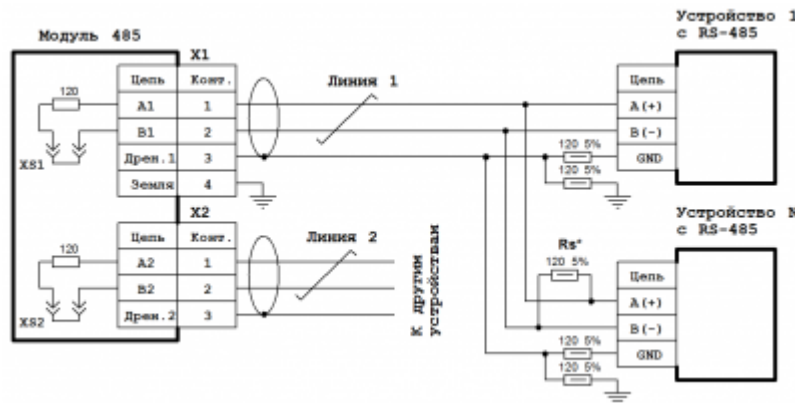 Модуль 485
X1
Цепь Конт.
120
A1 1
B1 2
Дрен.1 3
Земля 4
XS1
Линия 1
X2
Цепь Конт.
120
A2 1
B2 2
Дрен.2 3
XS2
Линия 2
К другим
устройствам
Устройство 1
с RS-485
Цепь
A(+)
B(-)
120 5%
GND
120 5%
Устройство N
с RS-485
Rs*
120 5%
Цепь
A(+)
B(-)
120 5%
GND
120 5%